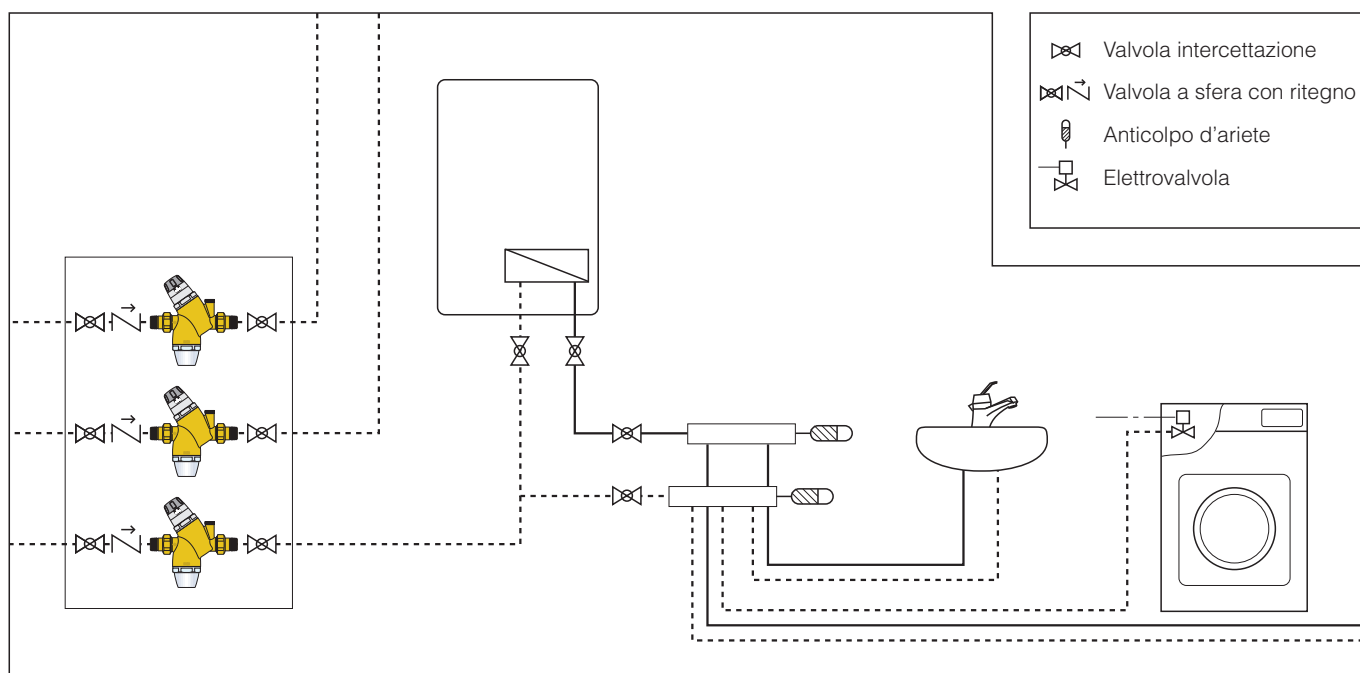 Valvola intercettazione
Valvola a sfera con ritegno
Anticolpo d'ariete
Elettrovalvola